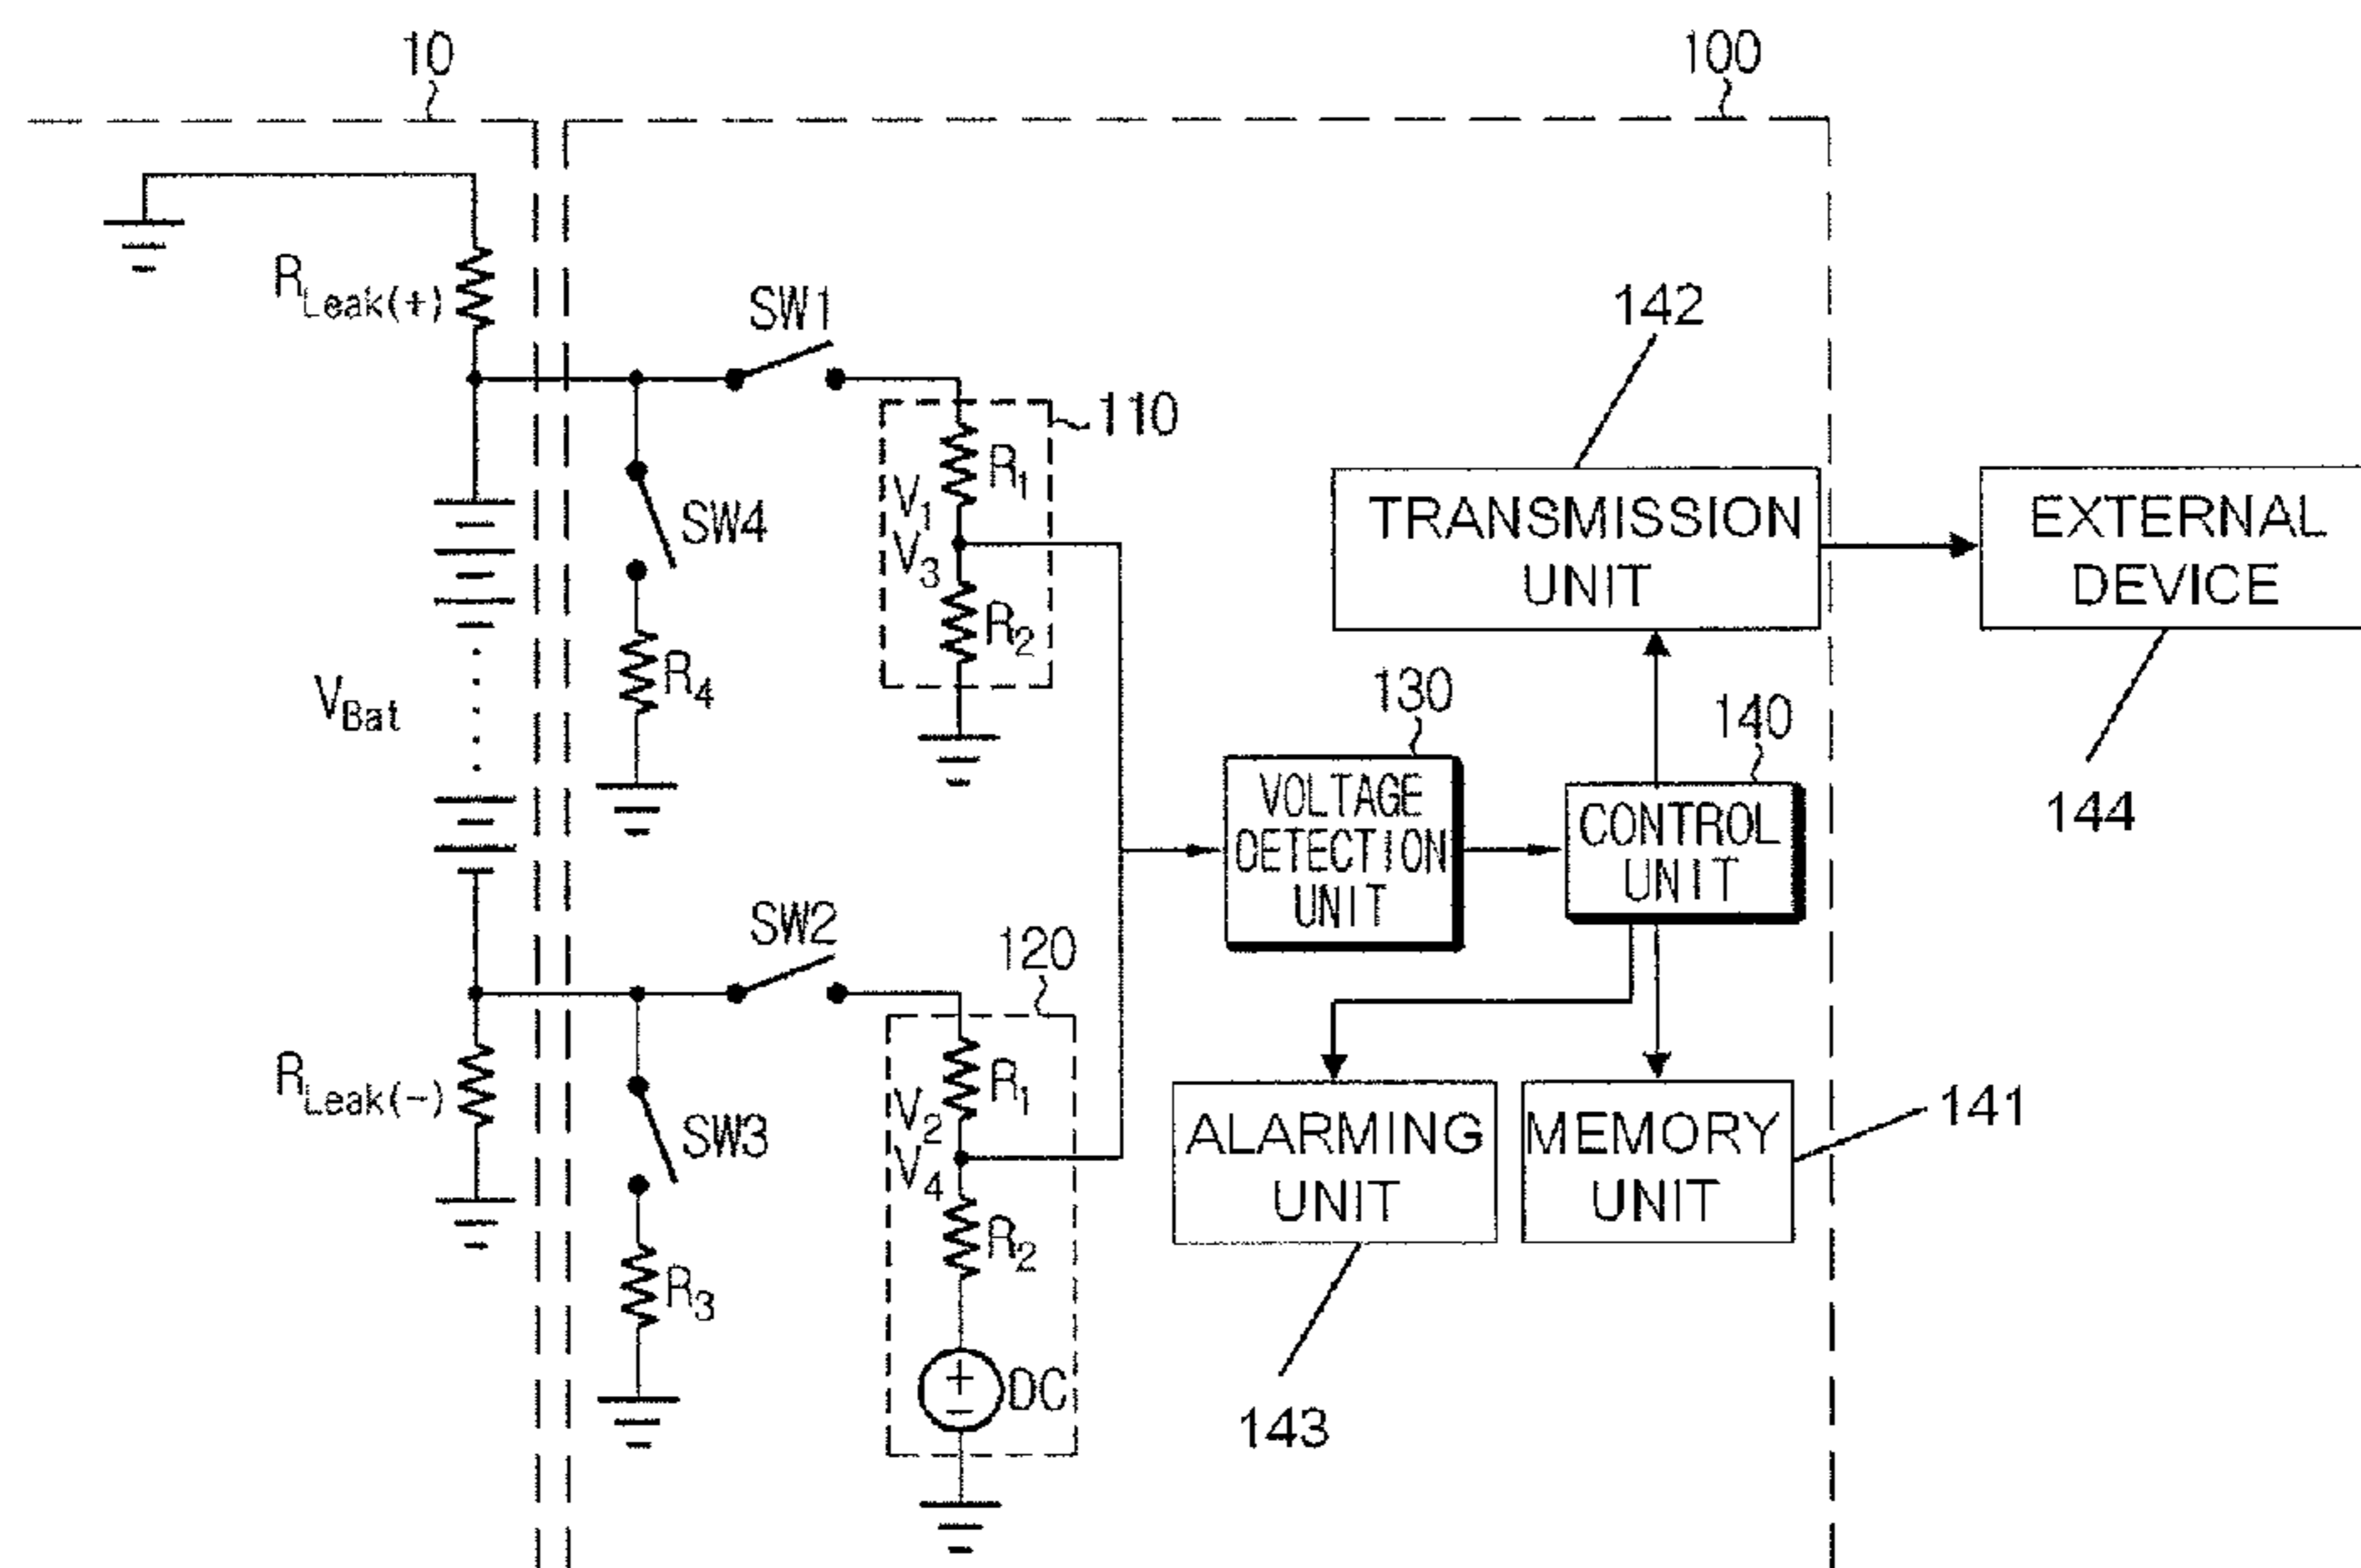 10
100
R_Leak(+)
SW1
142
110
R1
V1
V3
R2
SW4
R4
TRANSMISSION
UNIT
EXTERNAL
DEVICE
VBat
130
140
144
VOLTAGE
DETECTION
UNIT
CONTROL
UNIT
SW2
120
R_Leak(-)
R1
V2
V4
R2
SW3
R3
ALARMING
UNIT
MEMORY
UNIT
141
+
-
DC
143